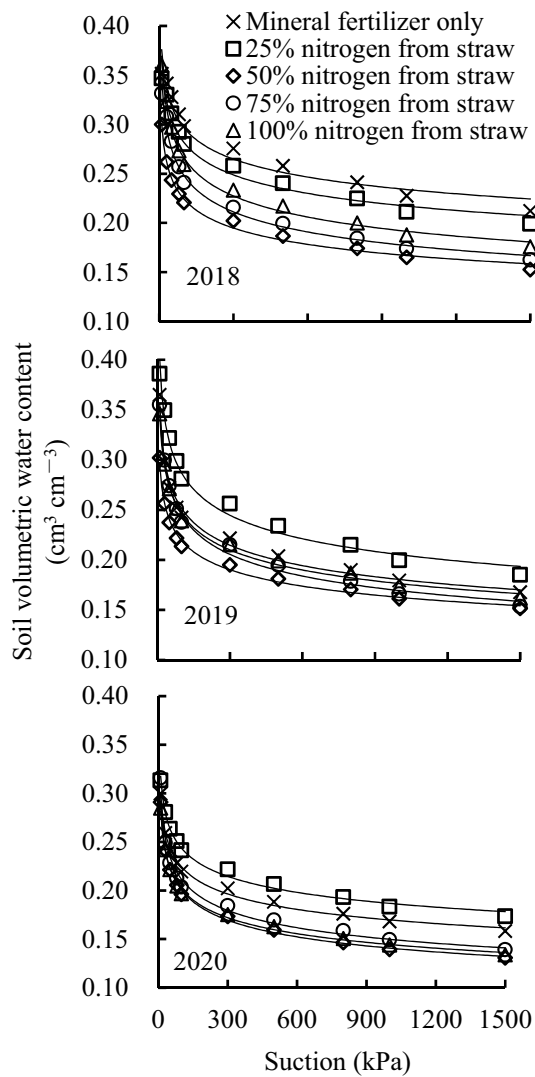 Mineral fertilizer only
25% nitrogen from straw
50% nitrogen from straw
75% nitrogen from straw
100% nitrogen from straw
0.40
0.35
0.30
0.25
0.20
0.15
0.10
2018
0.40
0.35
0.30
0.25
0.20
0.15
0.10
2019
0.40
0.35
0.30
0.25
0.20
0.15
0.10
2020
0 300 600 900 1200 1500
Suction (kPa)
Soil volumetric water content
(cm³ cm⁻³)